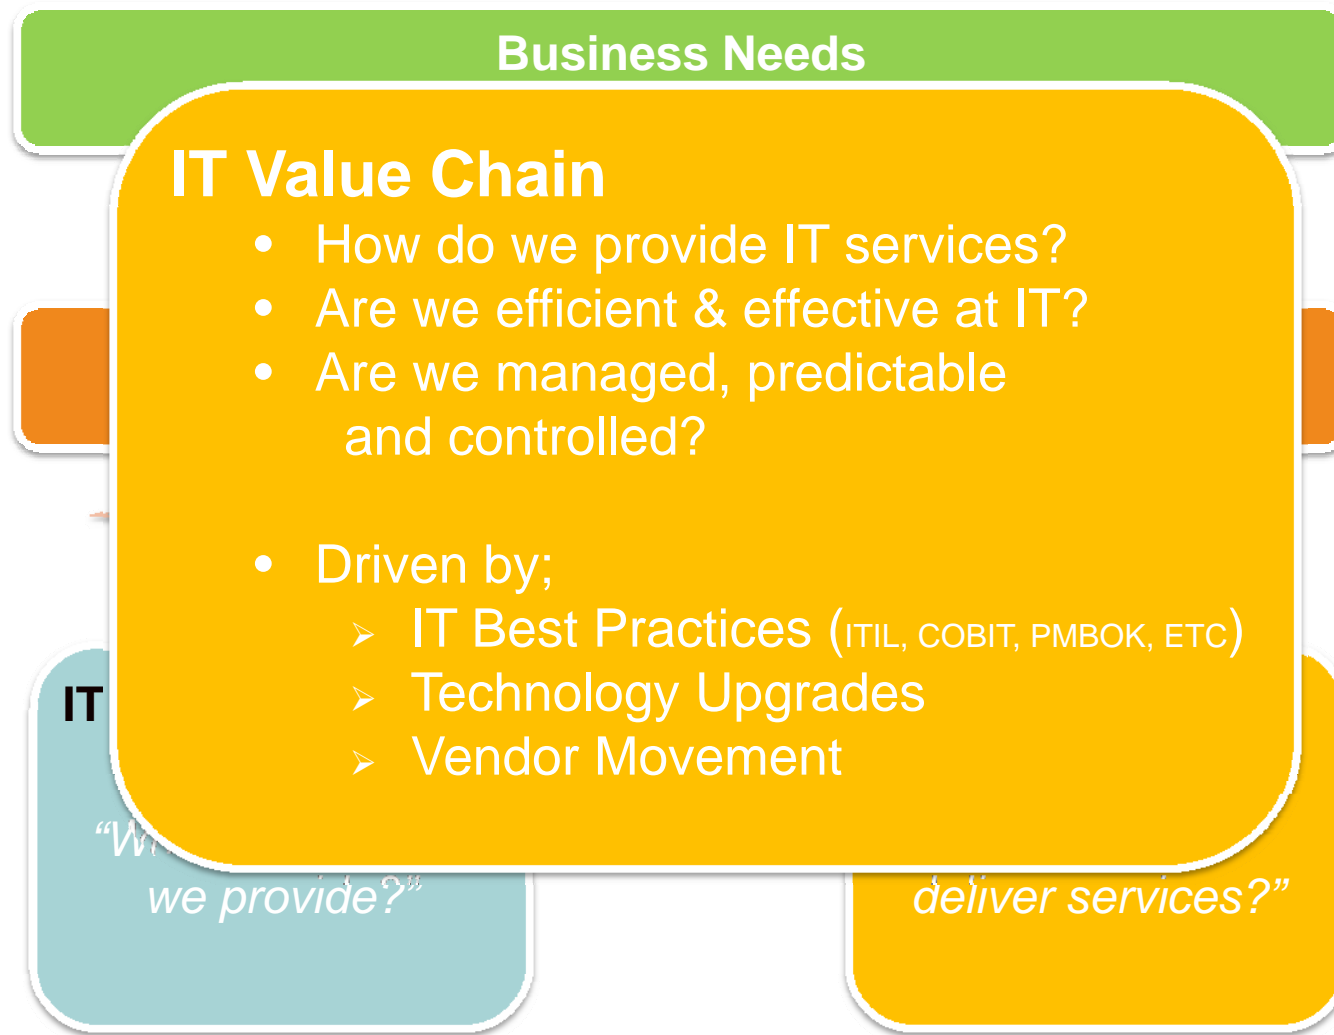 Business Needs
IT Value Chain
• How do we provide IT services?
• Are we efficient & effective at IT?
• Are we managed, predictable
and controlled?
• Driven by;
➢ IT Best Practices (ITIL, COBIT, PMBOK, ETC)
➢ Technology Upgrades
➢ Vendor Movement
IT
we provide?”
deliver services?”